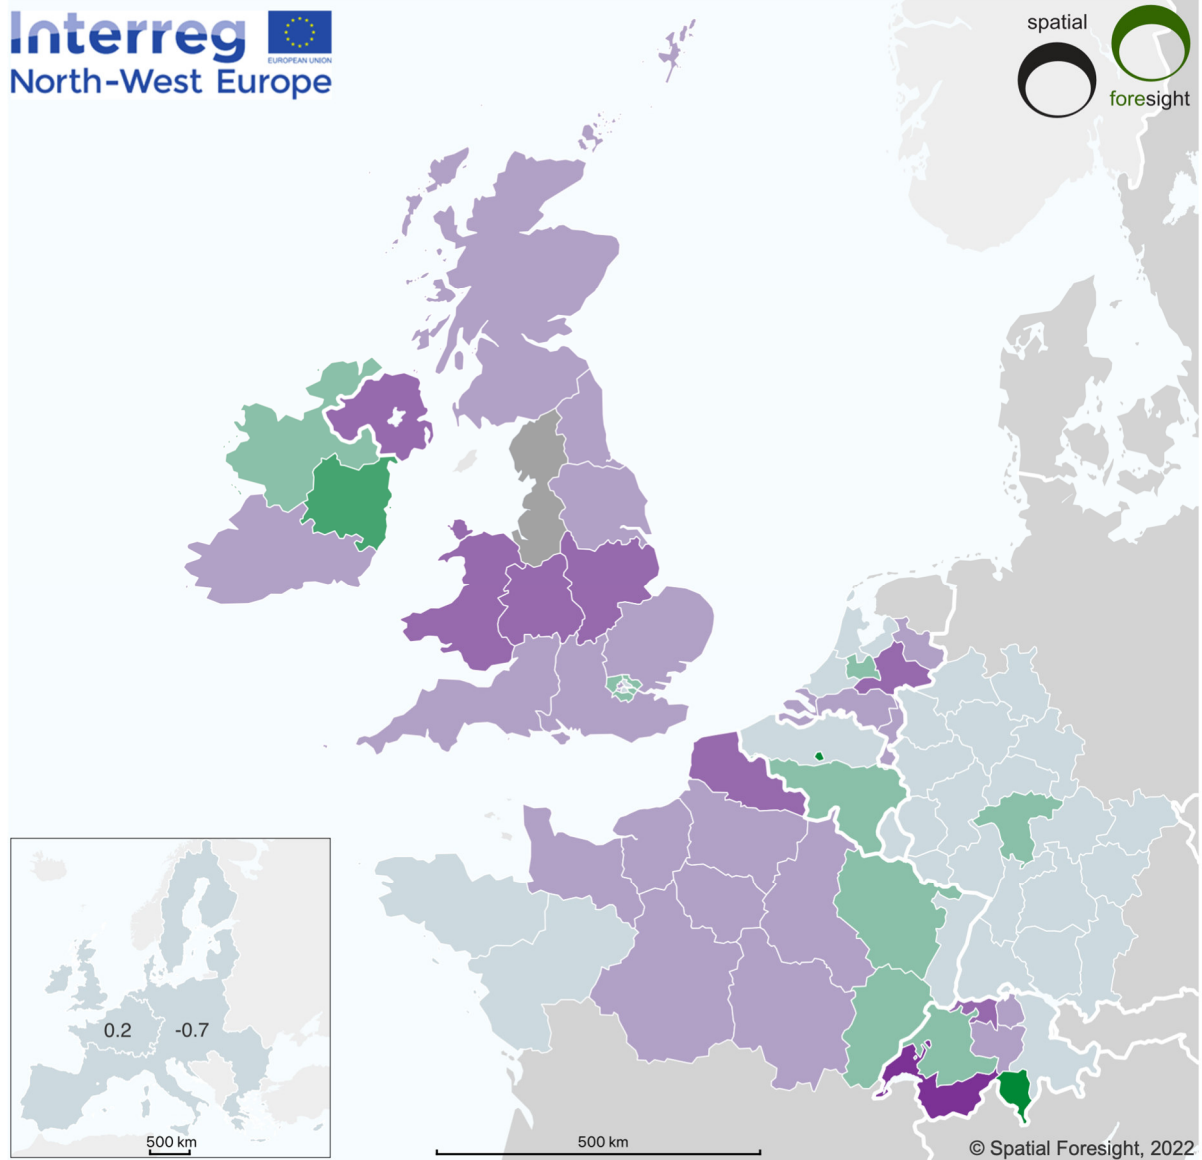 Interreg
EUROPEAN UNION
North-West Europe
spatial
foresight
0.2
-0.7
500 km
500 km
© Spatial Foresight, 2022